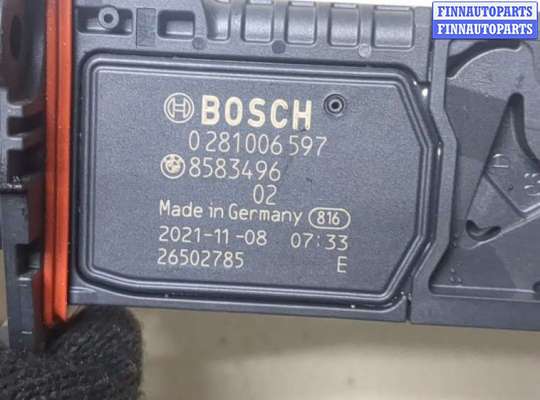 FINNAUTOPARTS
FINNAUTOPARTS
BOSCH
0 281 006 597
8583496
02
Made in Germany 816
2021-11-08 07:33
26502785 E